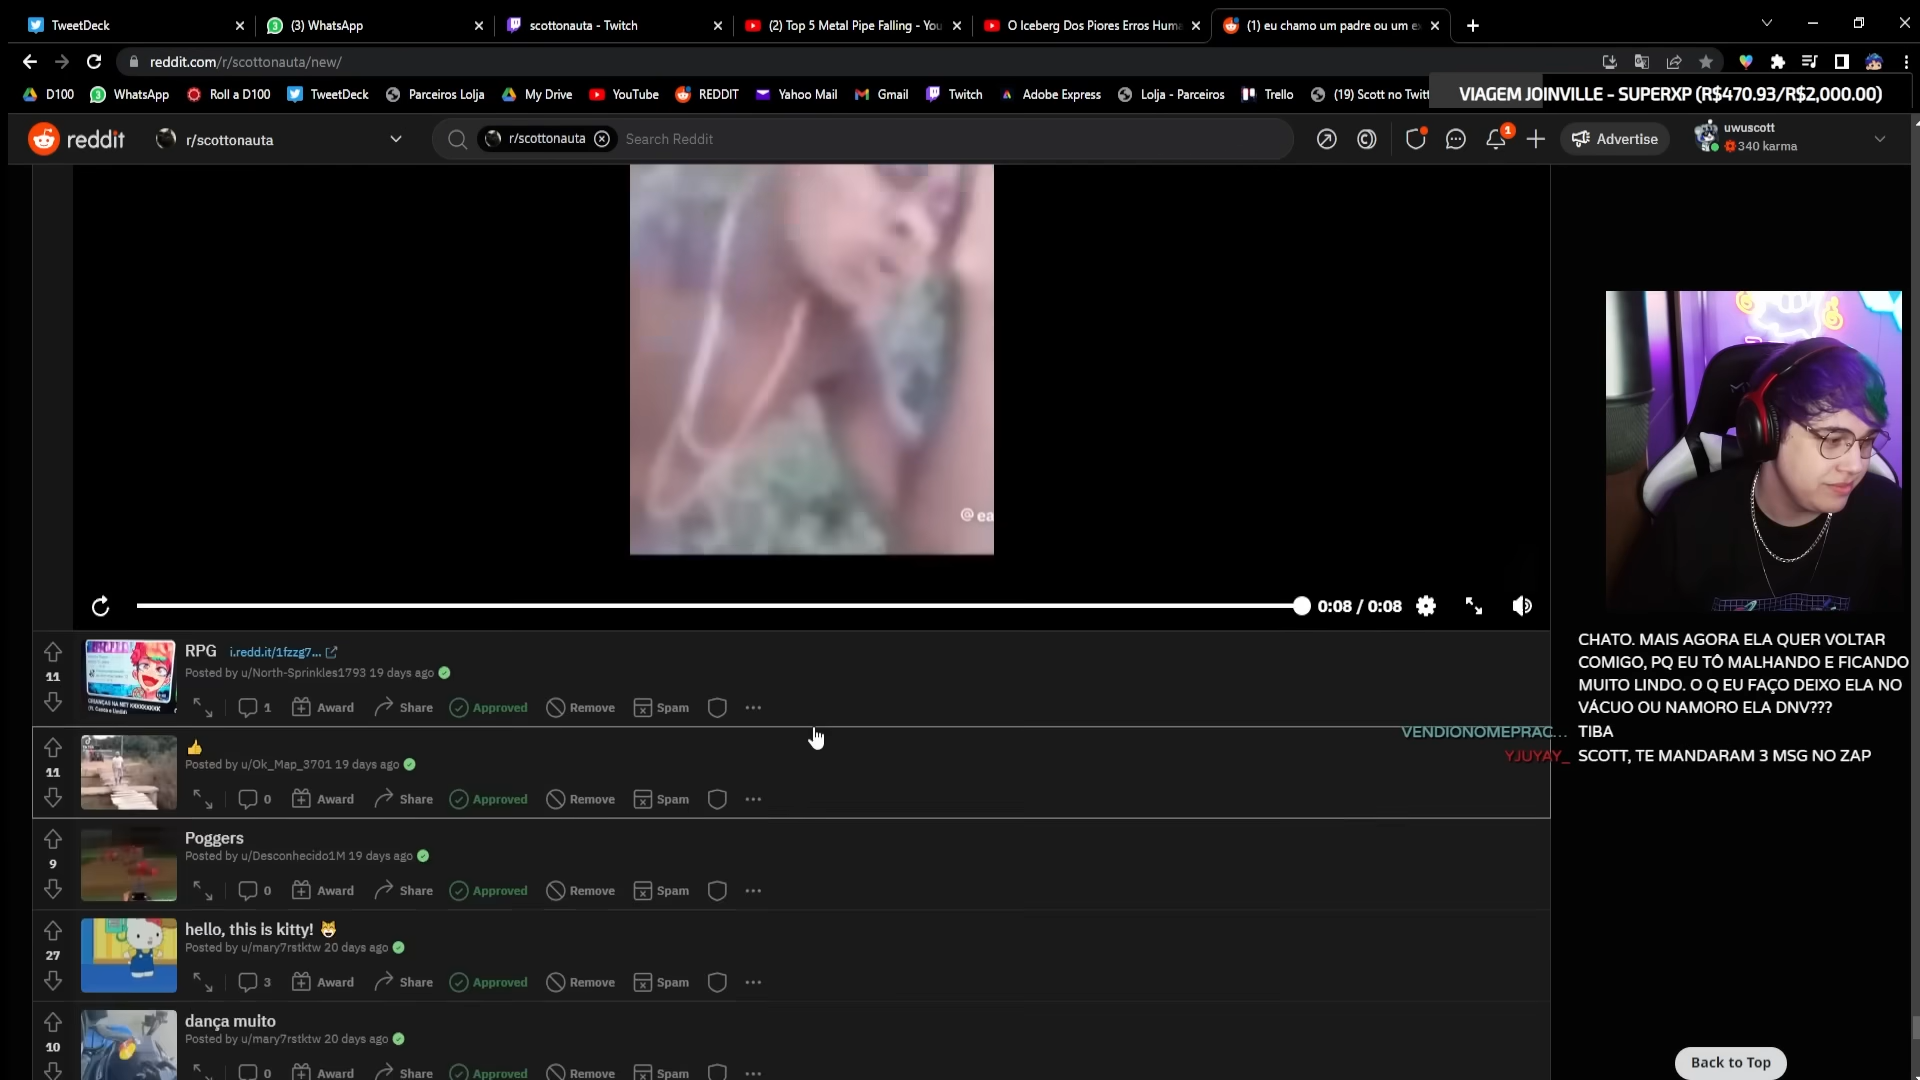 TweetDeck
(3) WhatsApp
scottonauta - Twitch
(2) Top 5 Metal Pipe Falling - You
O Iceberg Dos Piores Erros Huma
(1) eu chamo um padre ou um e
reddit.com/r/scottonauta/new/
D100
WhatsApp
Roll a D100
TweetDeck
Parceiros Lolja
My Drive
YouTube
REDDIT
Yahoo Mail
Gmail
Twitch
Adobe Express
Lolja - Parceiros
Trello
(19) Scott no Twitt
VIAGEM JOINVILLE - SUPERXP (R$470.93/R$2,000.00)
reddit
r/scottonauta
r/scottonauta
Search Reddit
1
Advertise
uwuscott
340 karma
@ea
0:08 / 0:08
11
RPG i.redd.it/1fzzg7...
Posted by u/North-Sprinkles1793 19 days ago
1 Award Share Approved Remove Spam
11
👍
Posted by u/Ok_Map_3701 19 days ago
0 Award Share Approved Remove Spam
9
Poggers
Posted by u/Desconhecido1M 19 days ago
0 Award Share Approved Remove Spam
27
hello, this is kitty! 😸
Posted by u/mary7rstktw 20 days ago
3 Award Share Approved Remove Spam
10
dança muito
Posted by u/mary7rstktw 20 days ago
0 Award Share Approved Remove Spam
CHATO. MAIS AGORA ELA QUER VOLTAR
COMIGO, PQ EU TÔ MALHANDO E FICANDO
MUITO LINDO. O Q EU FAÇO DEIXO ELA NO
VÁCUO OU NAMORO ELA DNV???
VENDIONOMEPRAC... TIBA
YJUYAY_ SCOTT, TE MANDARAM 3 MSG NO ZAP
Back to Top